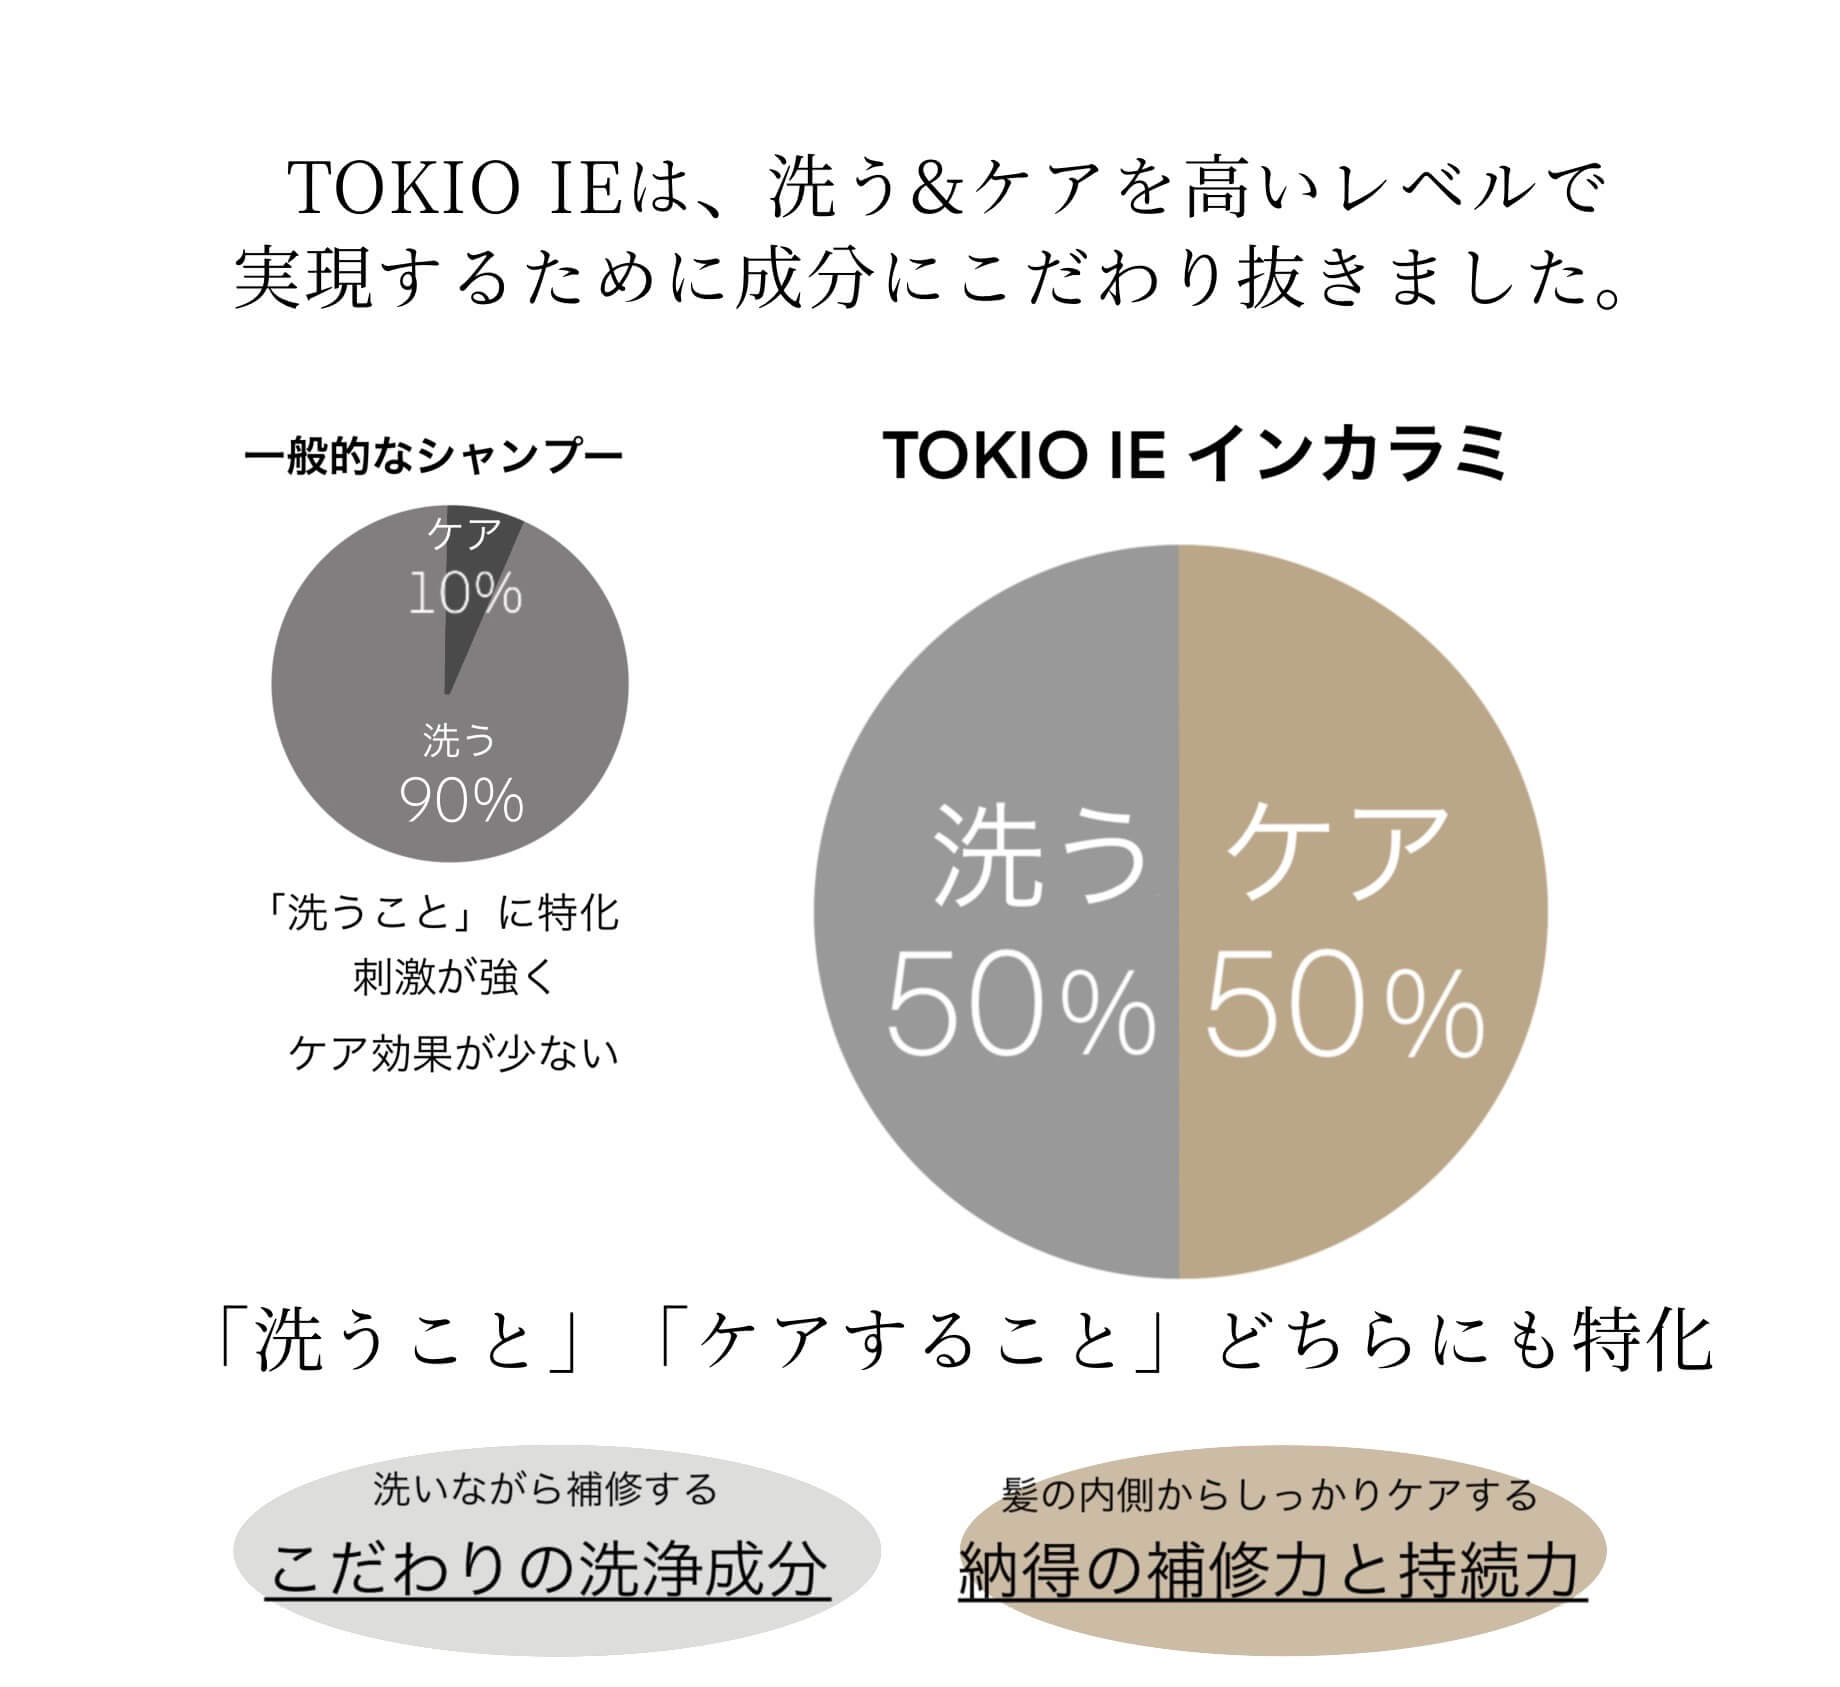 TOKIO IEは、洗う&ケアを高いレベルで
実現するために成分にこだわり抜きました。
一般的なシャンプー
ケア
10%
洗う
90%
「洗うこと」に特化
刺激が強く
ケア効果が少ない
TOKIO IE インカラミ
洗う
50%
ケア
50%
「洗うこと」「ケアすること」どちらにも特化
洗いながら補修する
こだわりの洗浄成分
髪の内側からしっかりケアする
納得の補修力と持続力